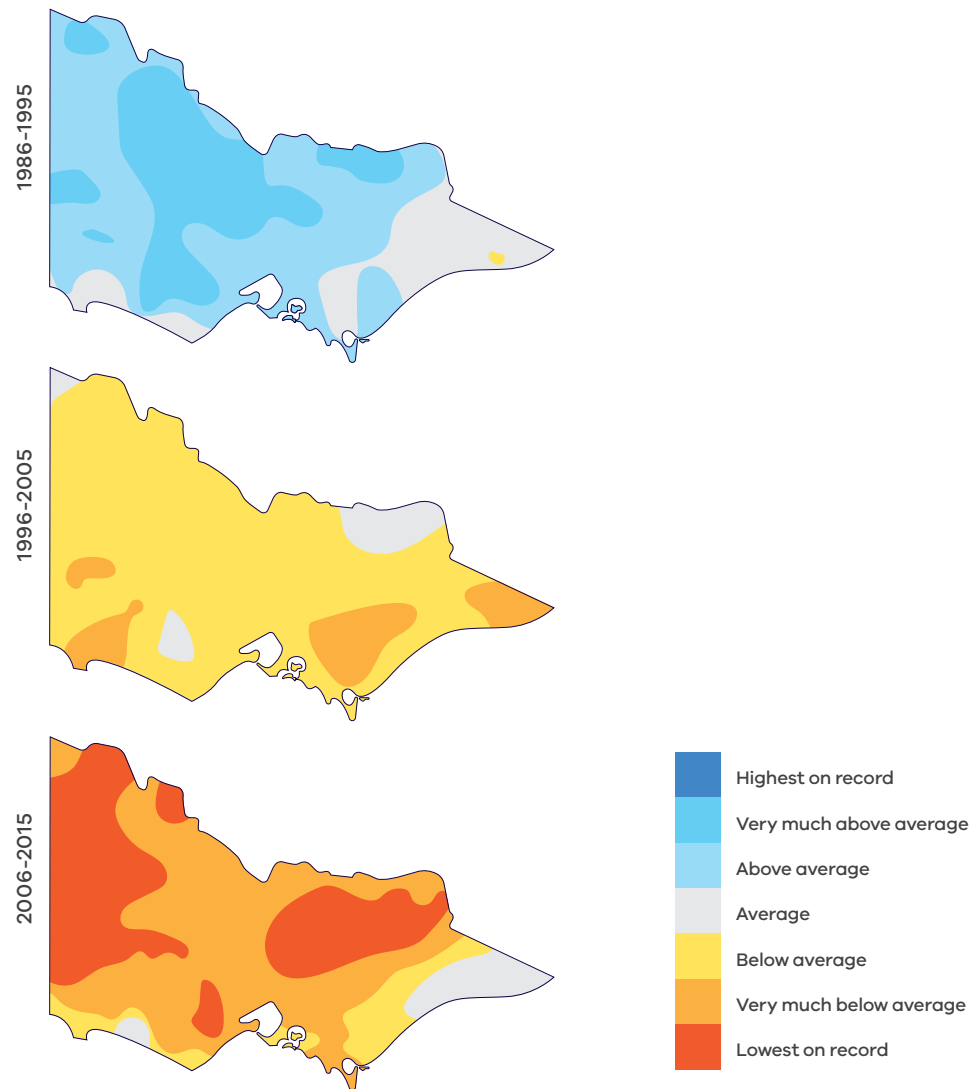 1986-1995
1996-2005
2006-2015
Highest on record
Very much above average
Above average
Average
Below average
Very much below average
Lowest on record